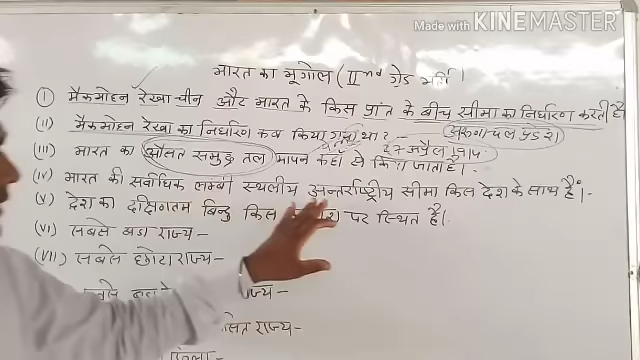 Made with KINEMASTER
भारत का भूगोल (IInd ग्रेड भर्ती)
(I) मैकमोहन रेखा चीन और भारत के किस प्रांत के बीच सीमा का निर्धारण करती है।
अरुणाचल प्रदेश
(II) मैकमोहन रेखा का निर्धारण कब किया गया था ? -
(III) भारत का औसत समुद्र तल मापन कहां से किया जाता है।
(IV) भारत की सर्वाधिक लम्बी स्थलीय अन्तर्राष्ट्रीय सीमा किस देश के साथ है।-
(V) देश का दक्षिणतम बिन्दु किस पर स्थित है।
(VI) सबसे बडा राज्य-
(VII) सबसे छोटा राज्य-
राज्य-
राज्य-